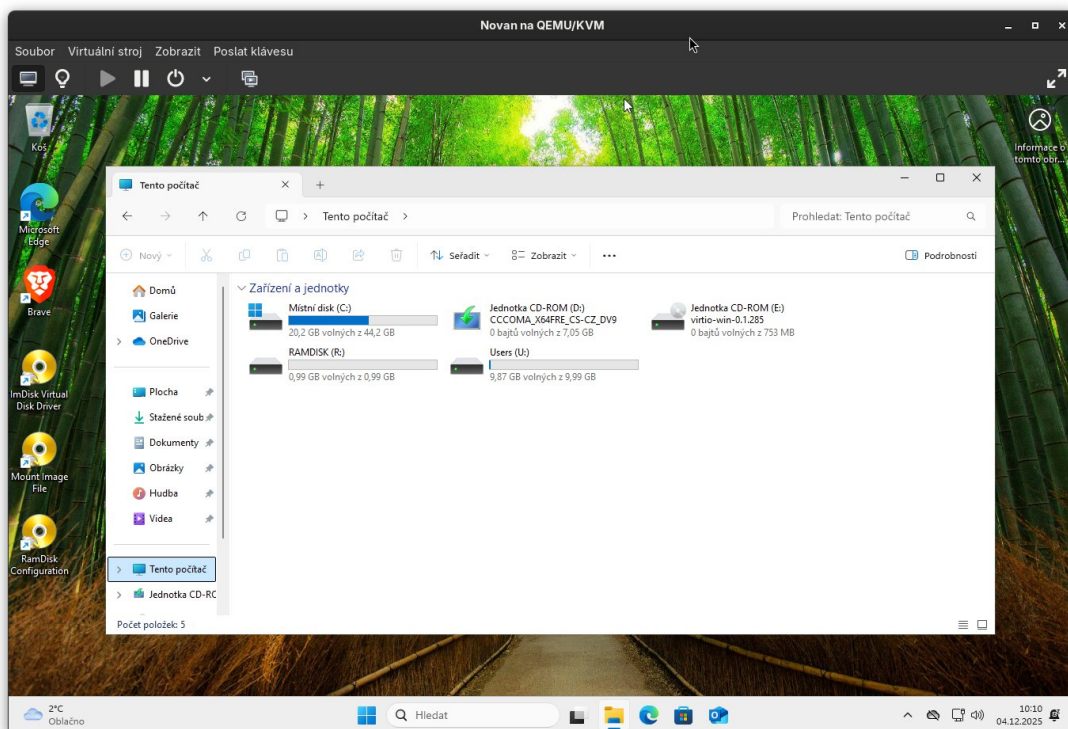 Novan na QEMU/KVM
Soubor Virtuální stroj Zobrazit Poslat klávesu
Koš
Informace o
tomto obr...
Microsoft
Edge
Brave
ImDisk Virtual
Disk Driver
Mount Image
File
RamDisk
Configuration
Tento počítač
Tento počítač
Prohledat: Tento počítač
Nový
Seřadit
Zobrazit
Podrobnosti
Domů
Galerie
OneDrive
Plocha
Stažené soub
Dokumenty
Obrázky
Hudba
Videa
Tento počítač
Jednotka CD-RO
Zařízení a jednotky
Místní disk (C:)
20,2 GB volných z 44,2 GB
Jednotka CD-ROM (D:)
CCCOMA_X64FRE_CS-CZ_DV9
0 bajtů volných z 7,05 GB
Jednotka CD-ROM (E:)
virtio-win-0.1.285
0 bajtů volných z 753 MB
RAMDISK (R:)
0,99 GB volných z 0,99 GB
Users (U:)
9,87 GB volných z 9,99 GB
Počet položek: 5
2°C
Oblačno
Hledat
10:10
04.12.2025